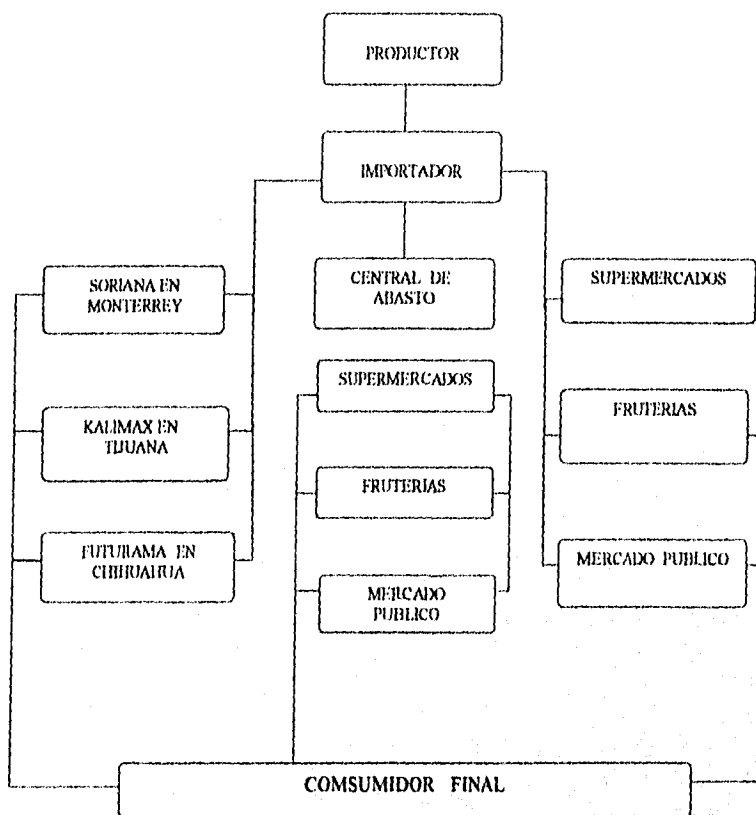 PRODUCTOR
IMPORTADOR
SORIANA EN
MONTERREY
CENTRAL DE
ABASTO
SUPERMERCADOS
SUPERMERCADOS
KALIMAX EN
TIJUANA
FRUTERIAS
FRUTERIAS
FUTURAMA EN
CHIHUAHUA
MERCADO
PUBLICO
MERCADO PUBLICO
COMSUMIDOR FINAL